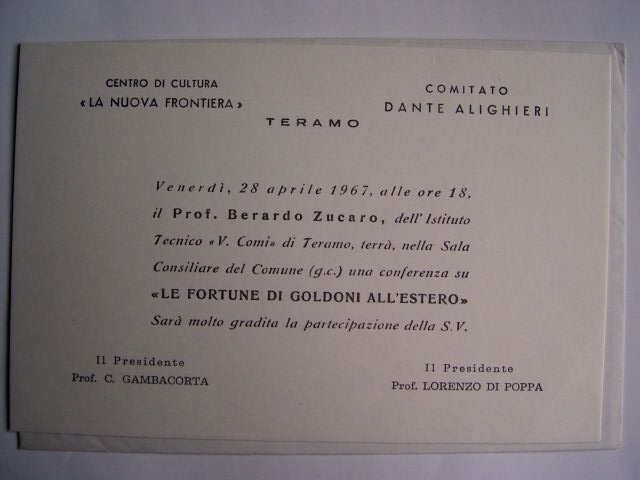 CENTRO DI CULTURA
« LA NUOVA FRONTIERA »
COMITATO
DANTE ALIGHIERI
TERAMO
Venerdì, 28 aprile 1967, alle ore 18,
il Prof. Berardo Zucaro, dell'Istituto
Tecnico «V. Comi» di Teramo, terrà, nella Sala
Consiliare del Comune (g.c.) una conferenza su
«LE FORTUNE DI GOLDONI ALL'ESTERO»
Sarà molto gradita la partecipazione della S.V.
Il Presidente
Prof. C. GAMBACORTA
Il Presidente
Prof. LORENZO DI POPPA